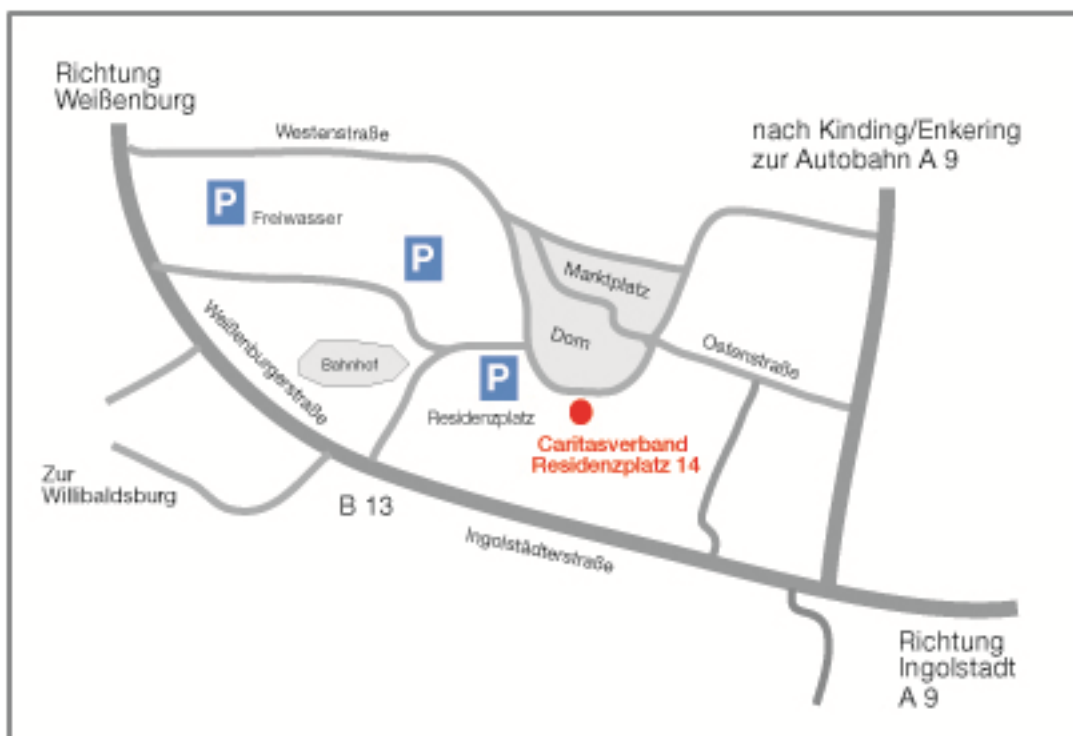 Richtung
Weißenburg
Westenstraße
nach Kinding/Enkering
zur Autobahn A 9
P
Freiwasser
P
Marktplatz
Dom
Weißenburgerstraße
Bahnhof
P
Ostenstraße
Residenzplatz
Caritasverband
Residenzplatz 14
Zur
Willibaldsburg
B 13
Ingolstädterstraße
Richtung
Ingolstadt
A 9